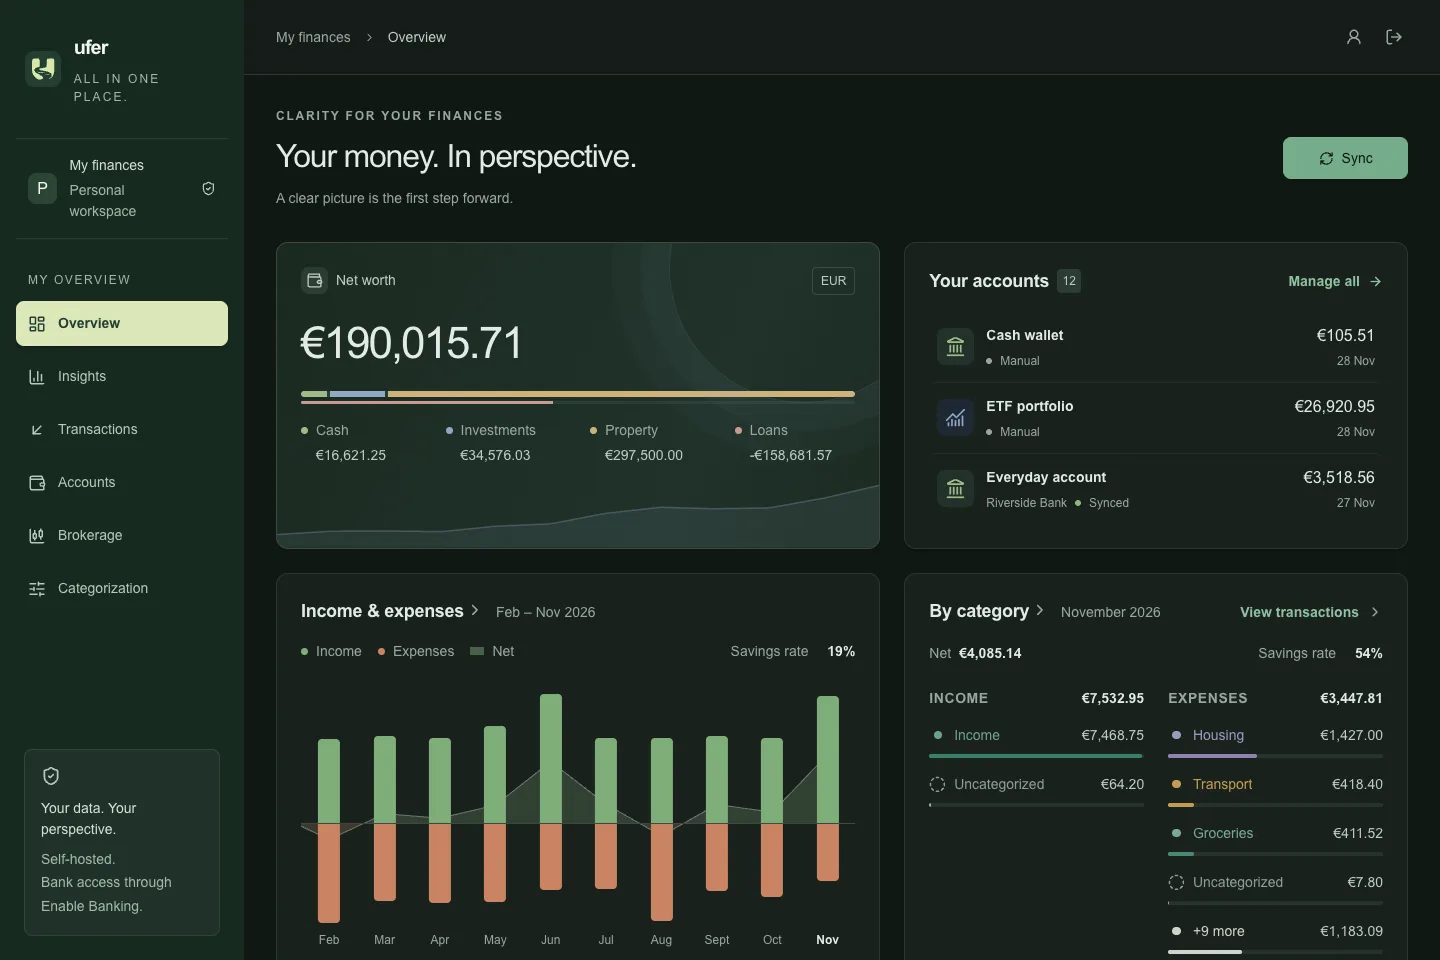 ufer
ALL IN ONE
PLACE.
P
My finances
Personal
workspace
MY OVERVIEW
Overview
Insights
Transactions
Accounts
Brokerage
Categorization
Your data. Your
perspective.
Self-hosted.
Bank access through
Enable Banking.
My finances > Overview
CLARITY FOR YOUR FINANCES
Your money. In perspective.
A clear picture is the first step forward.
Sync
Net worth EUR
€190,015.71
Cash Investments Property Loans
€16,621.25 €34,576.03 €297,500.00 -€158,681.57
Your accounts 12 Manage all
Cash wallet €105.51
Manual 28 Nov
ETF portfolio €26,920.95
Manual 28 Nov
Everyday account €3,518.56
Riverside Bank Synced 27 Nov
Income & expenses Feb – Nov 2026
Income Expenses Net Savings rate 19%
Feb Mar Apr May Jun Jul Aug Sept Oct Nov
By category November 2026 View transactions
Net €4,085.14 Savings rate 54%
INCOME €7,532.95
Income €7,468.75
Uncategorized €64.20
EXPENSES €3,447.81
Housing €1,427.00
Transport €418.40
Groceries €411.52
Uncategorized €7.80
+9 more €1,183.09